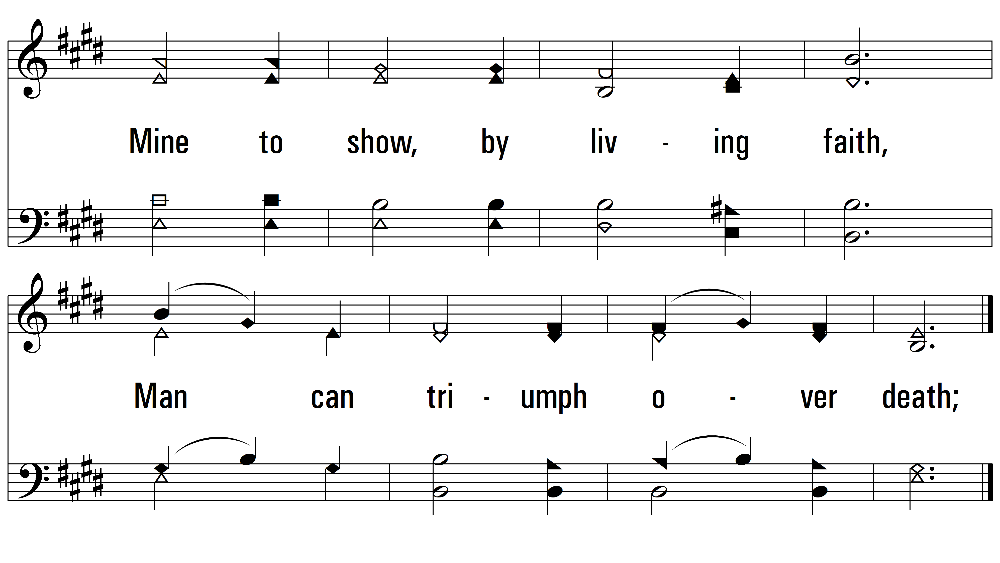 Mine to show, by liv - ing faith,
Man can tri - umph o - ver death;